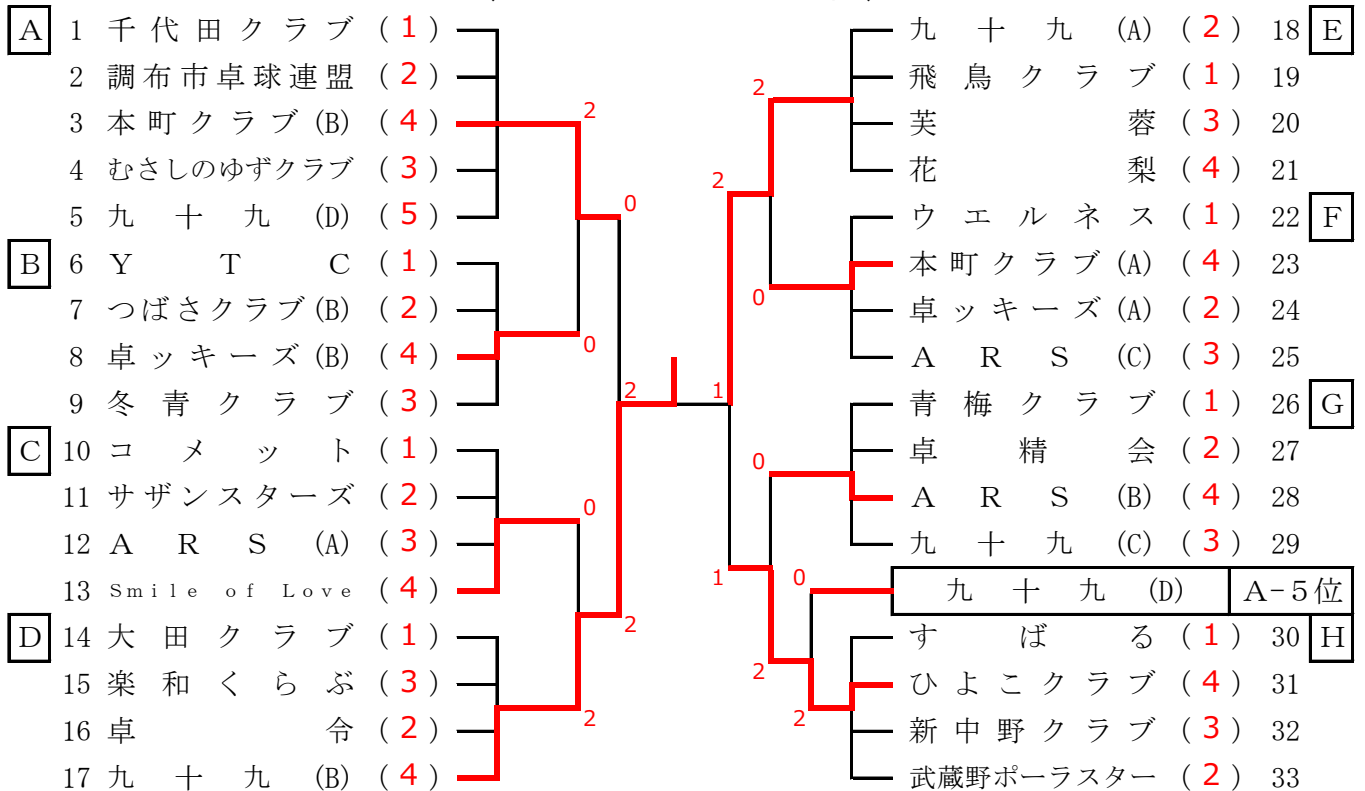 A 1 千代田クラブ ( 1 )
2 調布市卓球連盟 ( 2 )
3 本町クラブ(B) ( 4 )
4 むさしのゆずクラブ ( 3 )
5 九十九(D) ( 5 )
B 6 YTC ( 1 )
7 つばさクラブ(B) ( 2 )
8 卓ッキーズ(B) ( 4 )
9 冬青クラブ ( 3 )
C 10 コメット ( 1 )
11 サザンスターズ ( 2 )
12 ARS(A) ( 3 )
13 Smile of Love ( 4 )
D 14 大田クラブ ( 1 )
15 楽和くらぶ ( 3 )
16 卓令 ( 2 )
17 九十九(B) ( 4 )
2
0
0
0
2
0
2
2
2
2
0
1
0
1
0
2
2
九十九(A) ( 2 ) 18 E
飛鳥クラブ ( 1 ) 19
芙蓉 ( 3 ) 20
花梨 ( 4 ) 21
ウエルネス ( 1 ) 22 F
本町クラブ(A) ( 4 ) 23
卓ッキーズ(A) ( 2 ) 24
ARS(C) ( 3 ) 25
青梅クラブ ( 1 ) 26 G
卓精会 ( 2 ) 27
ARS(B) ( 4 ) 28
九十九(C) ( 3 ) 29
九十九(D) A-5位
すばる ( 1 ) 30 H
ひよこクラブ ( 4 ) 31
新中野クラブ ( 3 ) 32
武蔵野ポーラスター ( 2 ) 33